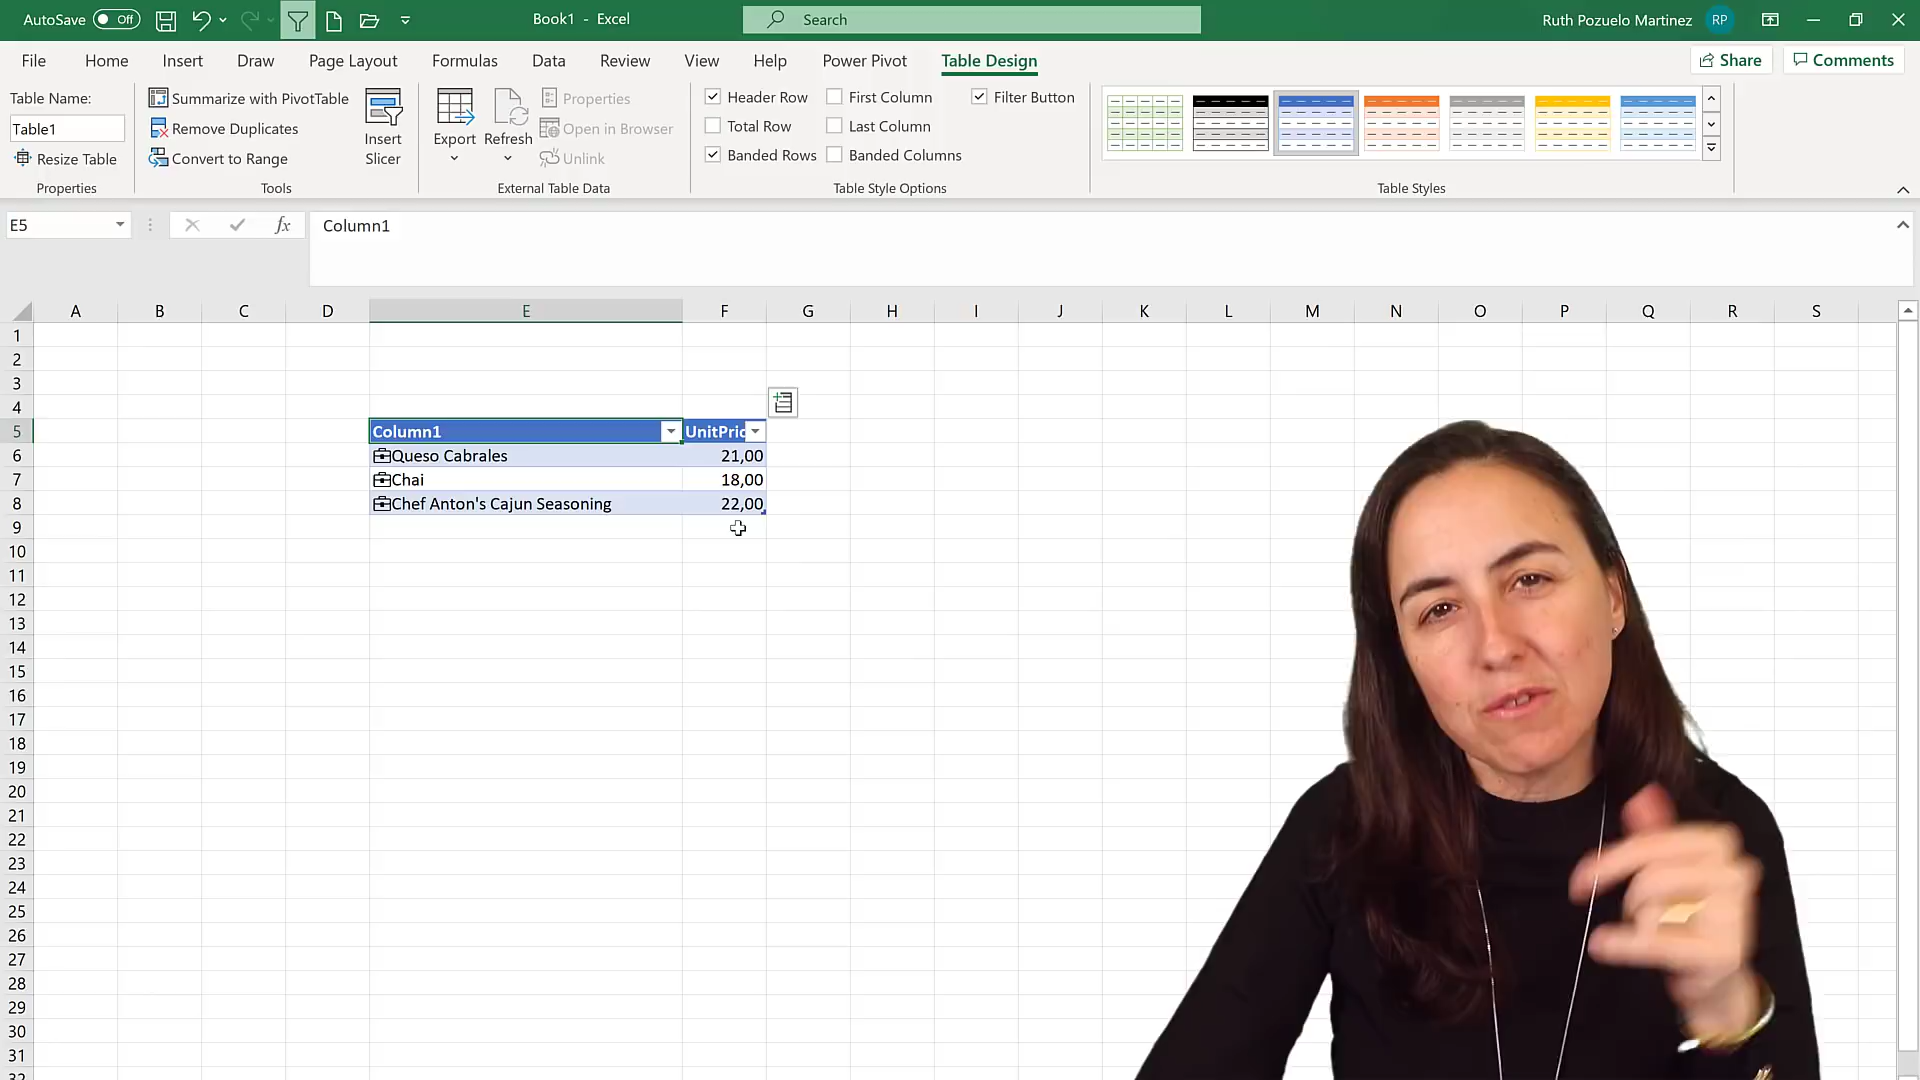 AutoSave Off Book1 - Excel Search Ruth Pozuelo Martinez RP
File Home Insert Draw Page Layout Formulas Data Review View Help Power Pivot Table Design Share Comments
Table Name:
Table1
Resize Table
Properties
Summarize with PivotTable
Remove Duplicates
Convert to Range
Insert
Slicer
Tools
Export
Refresh
Properties
Open in Browser
Unlink
External Table Data
Header Row First Column Filter Button
Total Row Last Column
Banded Rows Banded Columns
Table Style Options
Table Styles
E5 fx Column1
A B C D E F G H I J K L M N O P Q R S
1
2
3
4
5 Column1 UnitPric
6 Queso Cabrales 21,00
7 Chai 18,00
8 Chef Anton's Cajun Seasoning 22,00
9
10
11
12
13
14
15
16
17
18
19
20
21
22
23
24
25
26
27
28
29
30
31
32